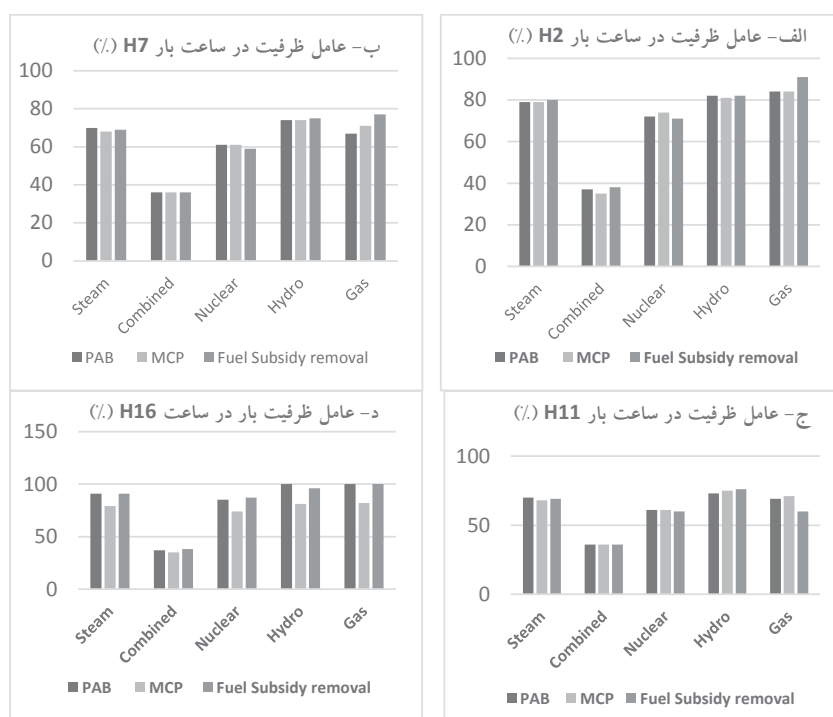 الف- عامل ظرفیت در ساعت بار H2 (٪)
100
80
60
40
20
0
Steam
Combined
Nuclear
Hydro
Gas
PAB MCP Fuel Subsidy removal
ب- عامل ظرفیت در ساعت بار H7 (٪)
100
80
60
40
20
0
Steam
Combined
Nuclear
Hydro
Gas
PAB MCP Fuel Subsidy removal
ج- عامل ظرفیت در ساعت بار H11 (٪)
100
50
0
Steam
Combined
Nuclear
Hydro
Gas
PAB MCP Fuel Subsidy removal
د- عامل ظرفیت بار در ساعت H16 (٪)
150
100
50
0
Steam
Combined
Nuclear
Hydro
Gas
PAB MCP Fuel Subsidy removal